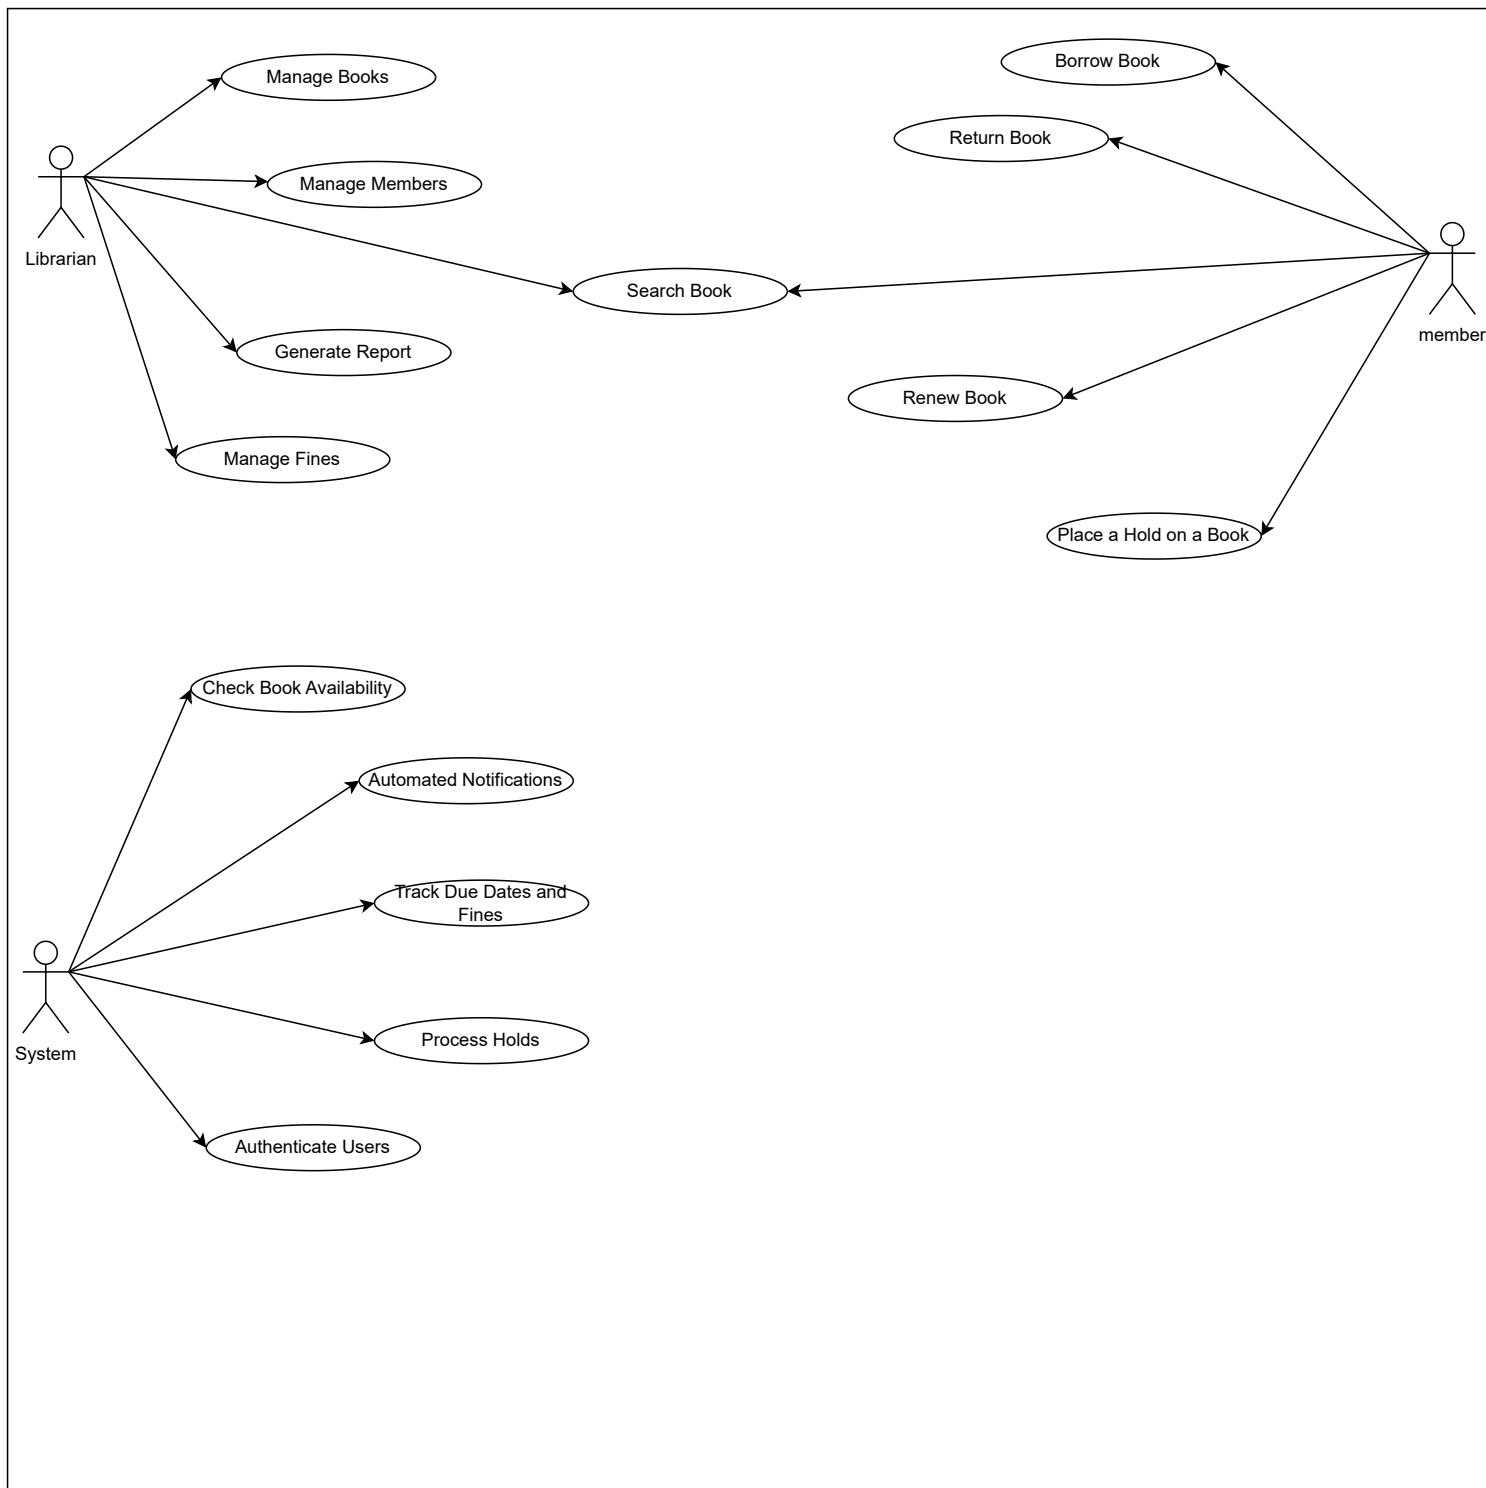 Manage Books
Borrow Book
Return Book
Manage Members
Librarian
Search Book
member
Generate Report
Renew Book
Manage Fines
Place a Hold on a Book
Check Book Availability
Automated Notifications
Track Due Dates and
Fines
Process Holds
System
Authenticate Users